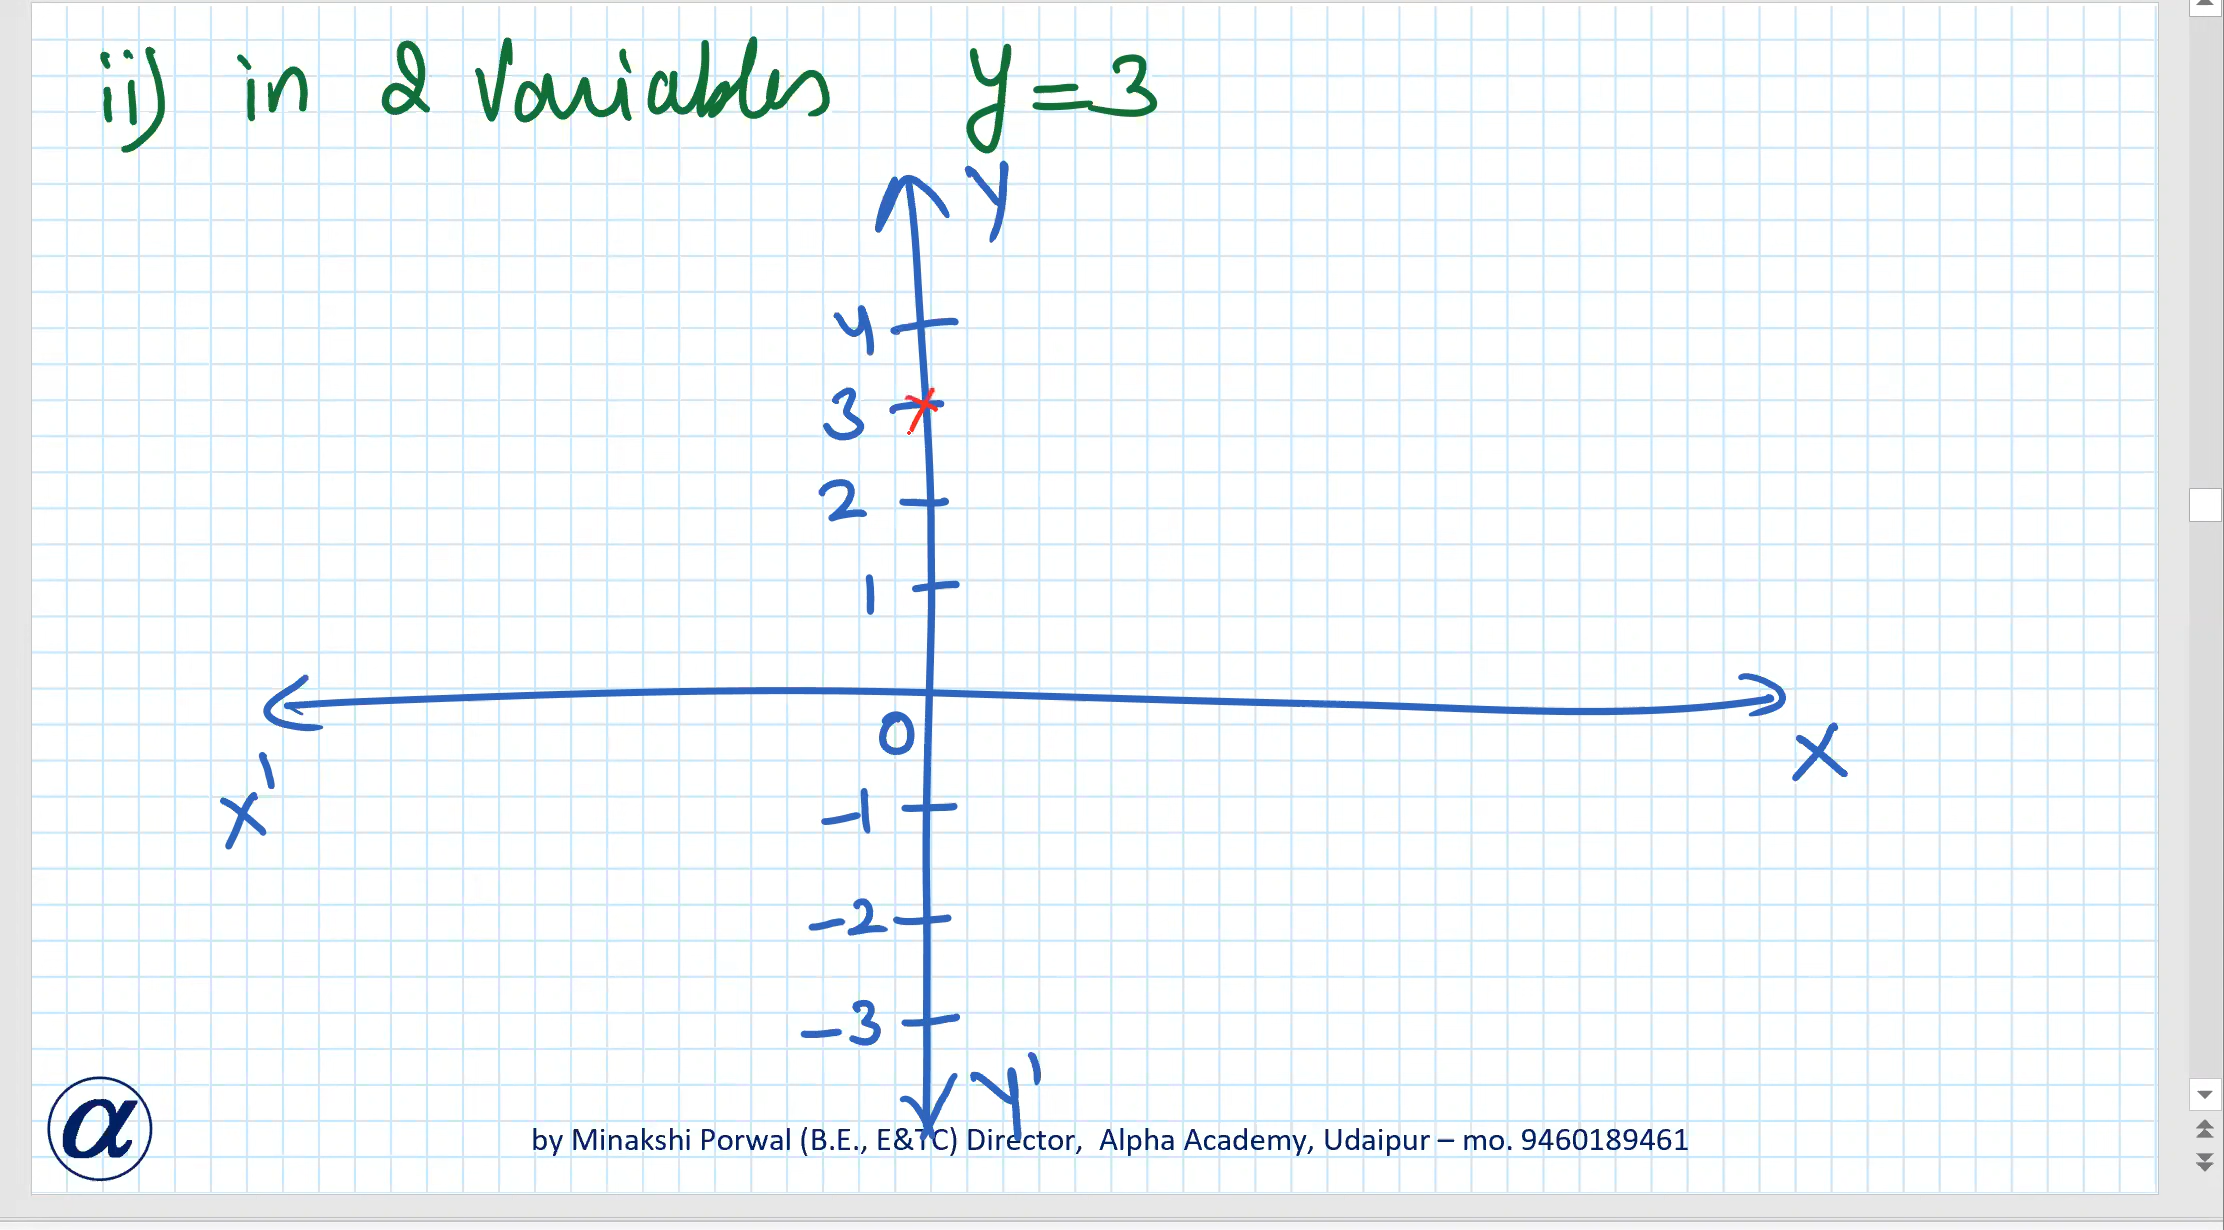 ii) in 2 Variables y=3
Y
4
3
2
1
0
X
X'
-1
-2
-3
Y'
α
by Minakshi Porwal (B.E., E&TC) Director, Alpha Academy, Udaipur – mo. 9460189461